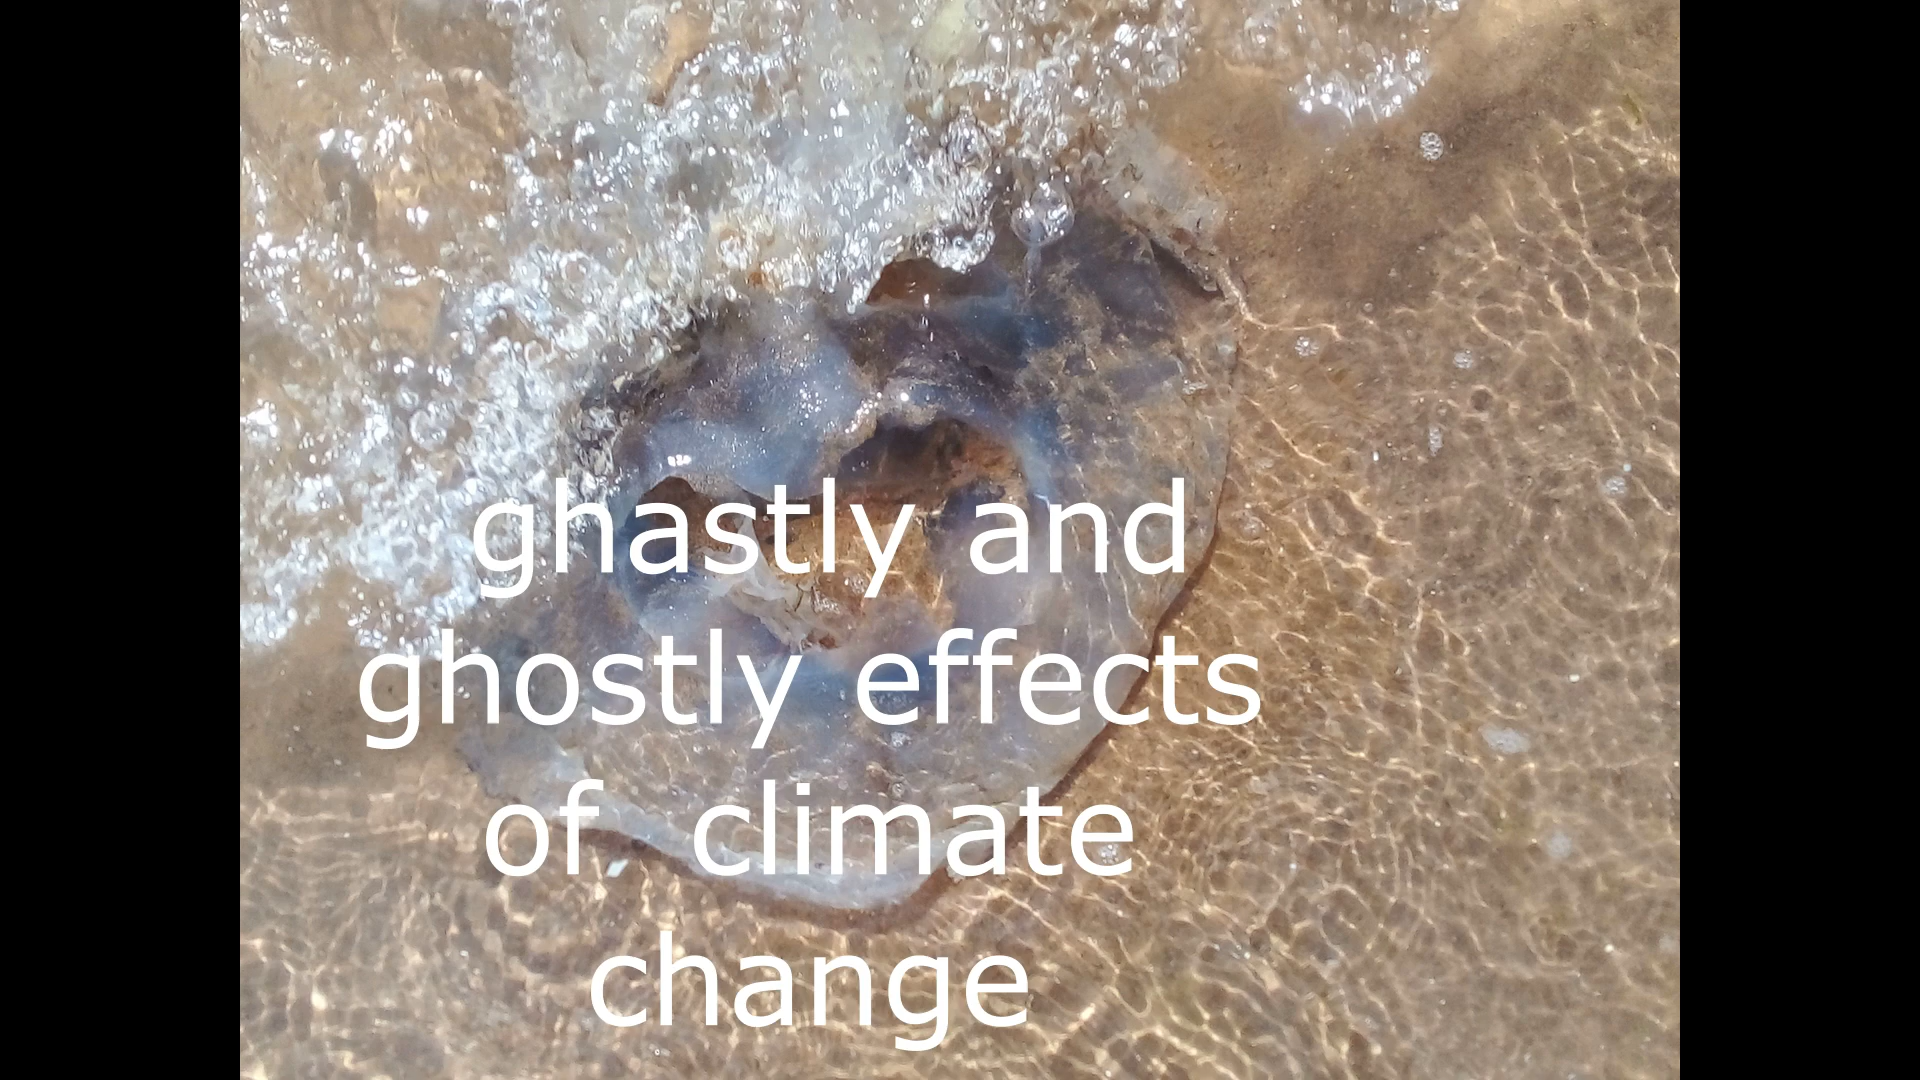 ghastly and
ghostly effects
of  climate
change